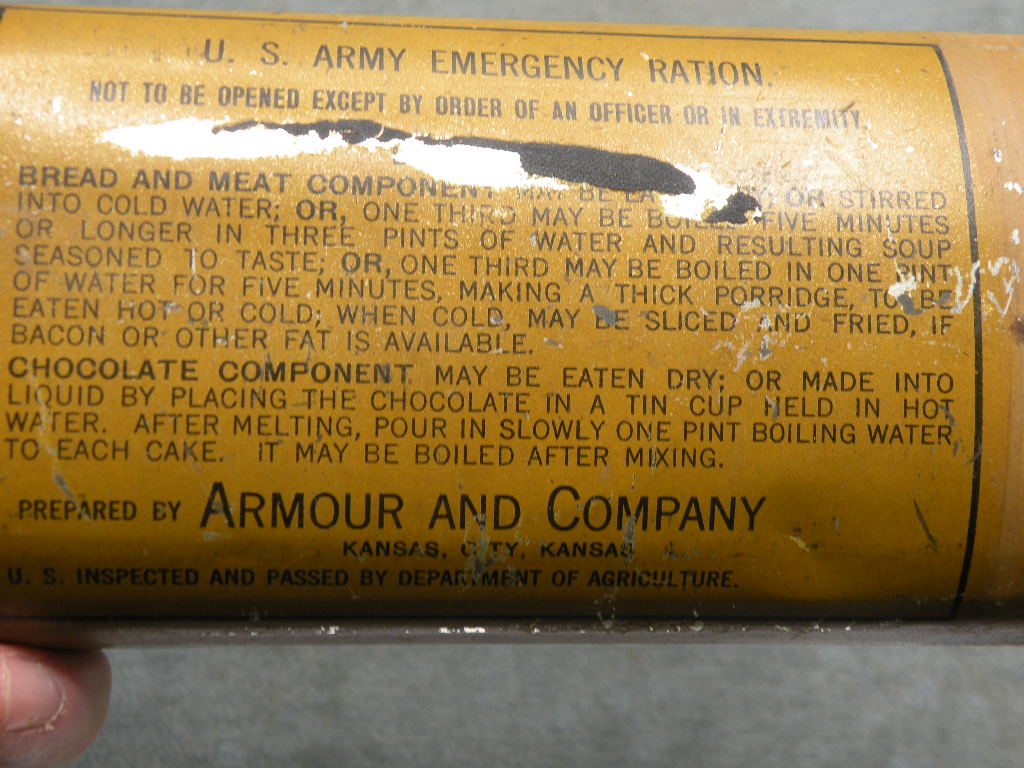 U. S. ARMY EMERGENCY RATION.
NOT TO BE OPENED EXCEPT BY ORDER OF AN OFFICER OR IN EXTREMITY.
BREAD AND MEAT COMPONENT MAY BE OR STIRRED
INTO COLD WATER; OR, ONE THIRD MAY BE BOILED FIVE MINUTES
OR LONGER IN THREE PINTS OF WATER AND RESULTING SOUP
SEASONED TO TASTE; OR, ONE THIRD MAY BE BOILED IN ONE PINT
OF WATER FOR FIVE MINUTES, MAKING A THICK PORRIDGE, TO BE
EATEN HOT OR COLD; WHEN COLD, MAY BE SLICED AND FRIED, IF
BACON OR OTHER FAT IS AVAILABLE.
CHOCOLATE COMPONENT MAY BE EATEN DRY; OR MADE INTO
LIQUID BY PLACING THE CHOCOLATE IN A TIN CUP HELD IN HOT
WATER. AFTER MELTING, POUR IN SLOWLY ONE PINT BOILING WATER
TO EACH CAKE. IT MAY BE BOILED AFTER MIXING.
PREPARED BY ARMOUR AND COMPANY
KANSAS, CITY, KANSAS
U. S. INSPECTED AND PASSED BY DEPARTMENT OF AGRICULTURE.